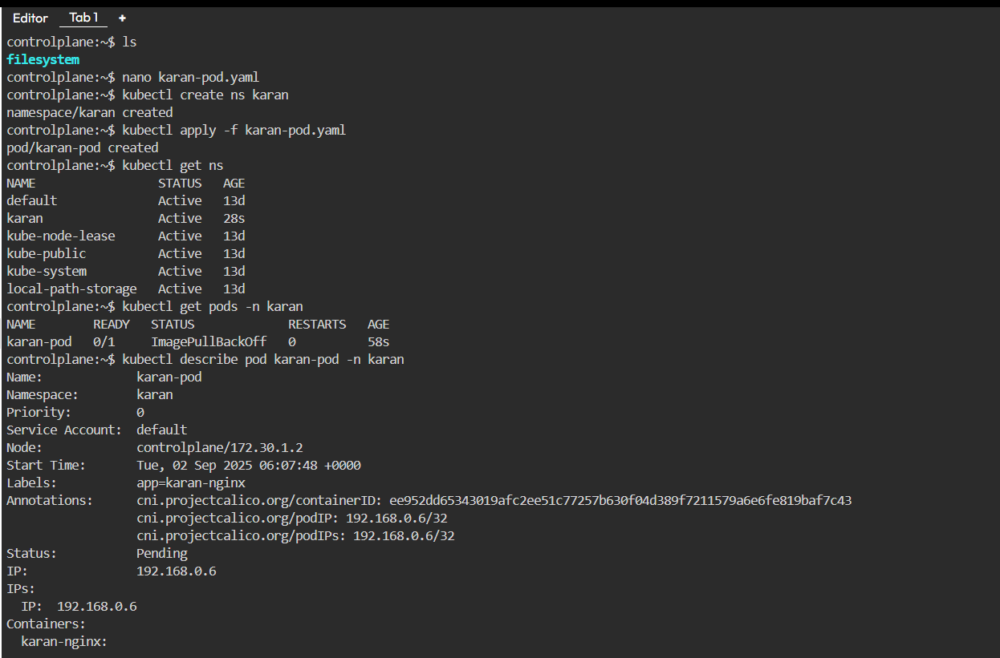 Editor Tab 1 +
controlplane:~$ ls
filesystem
controlplane:~$ nano karan-pod.yaml
controlplane:~$ kubectl create ns karan
namespace/karan created
controlplane:~$ kubectl apply -f karan-pod.yaml
pod/karan-pod created
controlplane:~$ kubectl get ns
NAME                 STATUS   AGE
default              Active   13d
karan                Active   28s
kube-node-lease      Active   13d
kube-public          Active   13d
kube-system          Active   13d
local-path-storage   Active   13d
controlplane:~$ kubectl get pods -n karan
NAME        READY   STATUS             RESTARTS   AGE
karan-pod   0/1     ImagePullBackOff   0          58s
controlplane:~$ kubectl describe pod karan-pod -n karan
Name:             karan-pod
Namespace:        karan
Priority:         0
Service Account:  default
Node:             controlplane/172.30.1.2
Start Time:       Tue, 02 Sep 2025 06:07:48 +0000
Labels:           app=karan-nginx
Annotations:      cni.projectcalico.org/containerID: ee952dd65343019afc2ee51c77257b630f04d389f7211579a6e6fe819baf7c43
                  cni.projectcalico.org/podIP: 192.168.0.6/32
                  cni.projectcalico.org/podIPs: 192.168.0.6/32
Status:           Pending
IP:               192.168.0.6
IPs:
  IP:  192.168.0.6
Containers:
  karan-nginx: